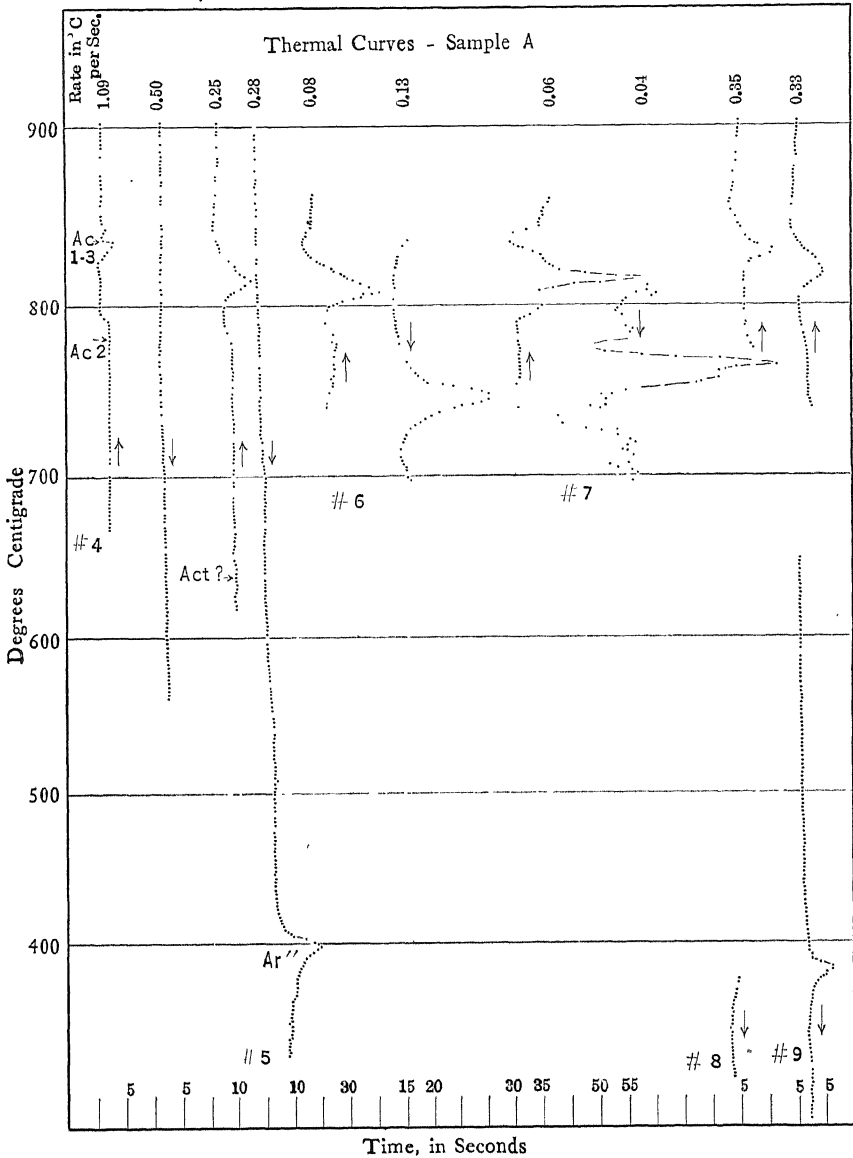 Thermal Curves - Sample A
Rate in °C
per Sec.
1.09
0.50
0.25
0.28
0.08
0.13
0.06
0.04
0.35
0.33
900
Ac
1-3
800
Ac2
700
#4
#6
#7
Act?
600
500
400
Ar"
#5
#8
#9
5 5 10 10 30 15 20 30 35 50 55 5 5 5
Degrees Centigrade
Time, in Seconds